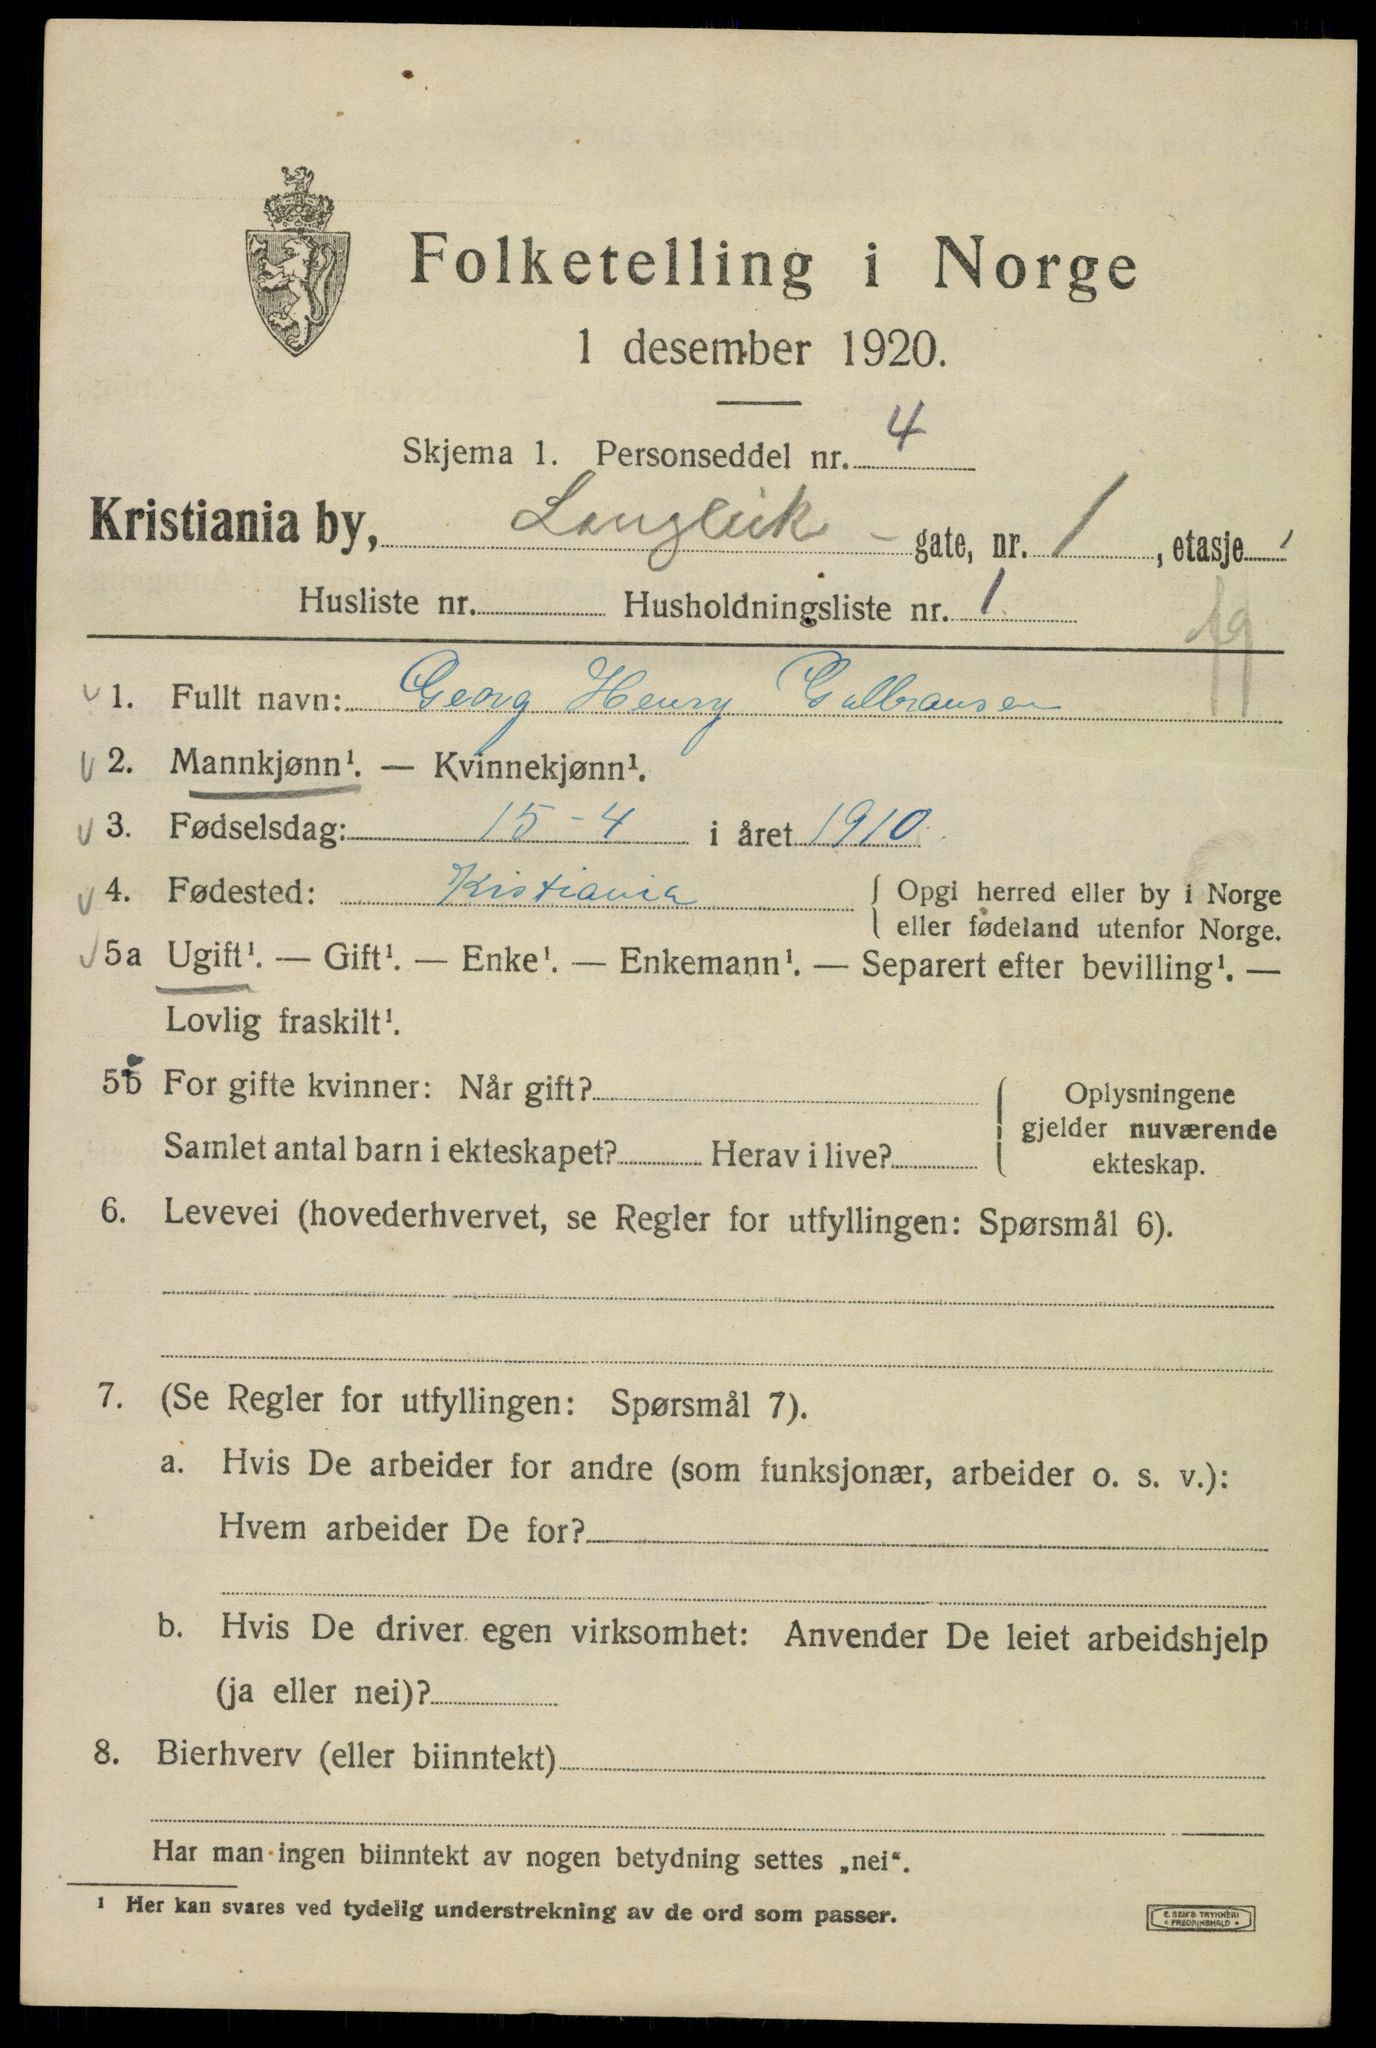 Folketelling i Norge
1 desember 1920.
Skjema 1. Personseddel nr. 4
Kristiania by, Langleik - gate, nr. 1, etasje 1
Husliste nr. Husholdningsliste nr. 1
19
1. Fullt navn: Georg Henry Gulbransen
2. Mannkjønn¹. — Kvinnekjønn¹.
3. Fødselsdag: 15-4 i året 1910.
4. Fødested: Kristiania { Opgi herred eller by i Norge
eller fødeland utenfor Norge.
5a Ugift¹. — Gift¹. — Enke¹. — Enkemann¹. — Separert efter bevilling¹. —
Lovlig fraskilt¹.
5b For gifte kvinner: Når gift? { Oplysningene
gjelder nuværende
Samlet antal barn i ekteskapet? Herav i live? ekteskap.
6. Levevei (hovederhvervet, se Regler for utfyllingen: Spørsmål 6).
7. (Se Regler for utfyllingen: Spørsmål 7).
a. Hvis De arbeider for andre (som funksjonær, arbeider o. s. v.):
Hvem arbeider De for?
b. Hvis De driver egen virksomhet: Anvender De leiet arbeidshjelp
(ja eller nei)?
8. Bierhverv (eller biinntekt)
Har man ingen biinntekt av nogen betydning settes „nei“.
¹ Her kan svares ved tydelig understrekning av de ord som passer.
E. SEM'S TRYKKERI
FREDRIKSHALD